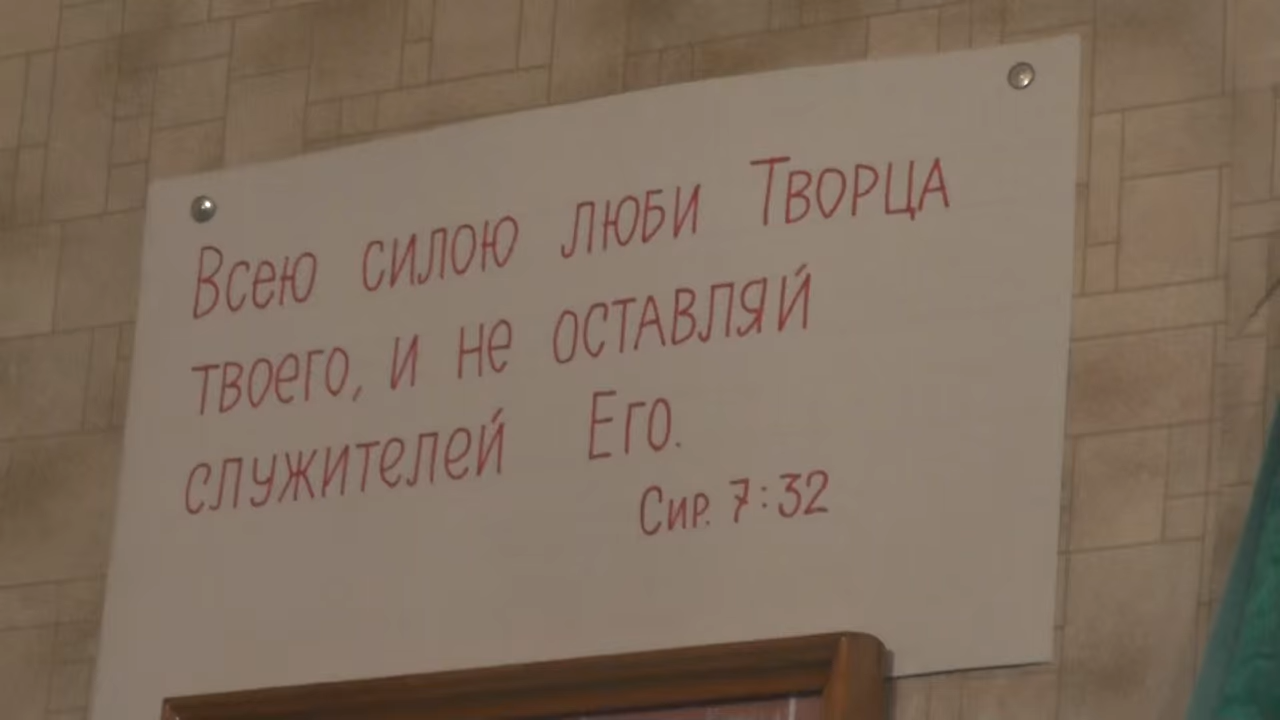 Всею силою люби Творца
твоего, и не оставляй
служителей Его.
Сир. 7:32